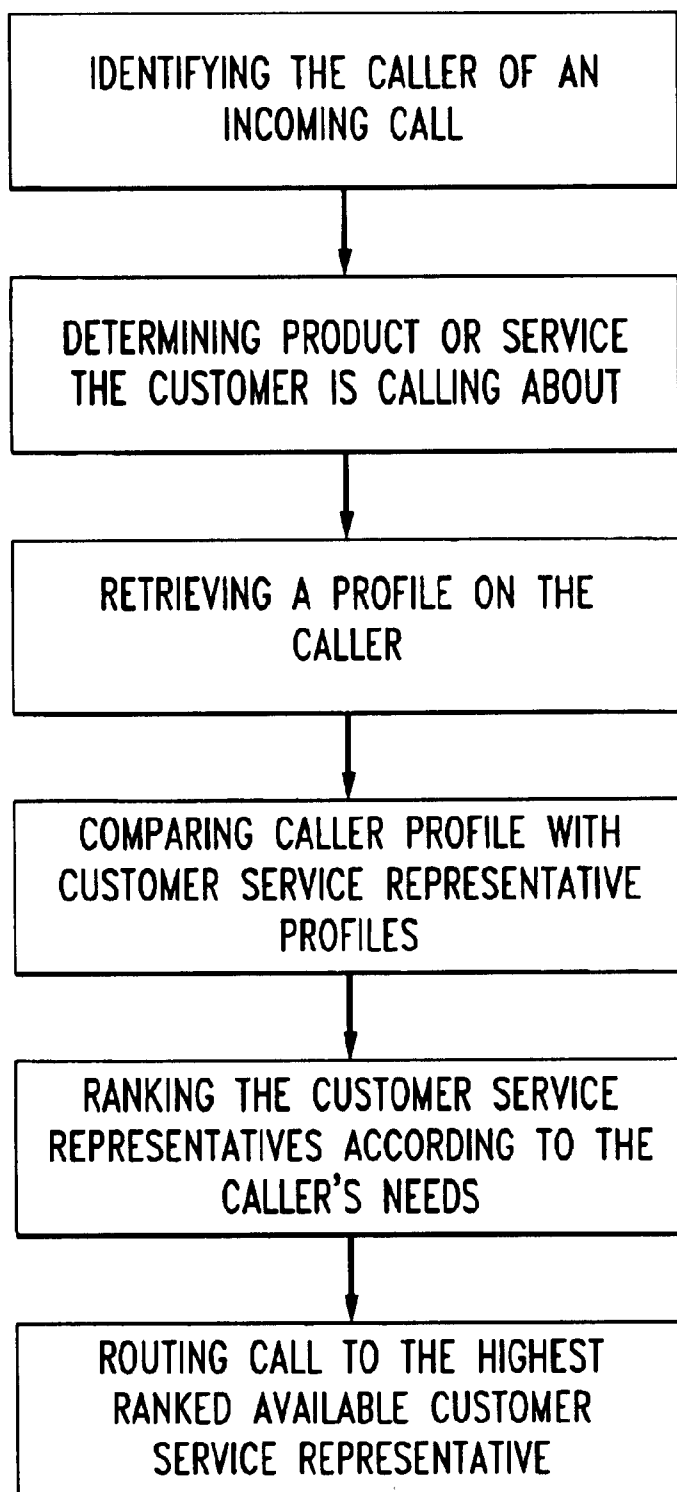 IDENTIFYING THE CALLER OF AN
INCOMING CALL
DETERMINING PRODUCT OR SERVICE
THE CUSTOMER IS CALLING ABOUT
RETRIEVING A PROFILE ON THE
CALLER
COMPARING CALLER PROFILE WITH
CUSTOMER SERVICE REPRESENTATIVE
PROFILES
RANKING THE CUSTOMER SERVICE
REPRESENTATIVES ACCORDING TO THE
CALLER'S NEEDS
ROUTING CALL TO THE HIGHEST
RANKED AVAILABLE CUSTOMER
SERVICE REPRESENTATIVE